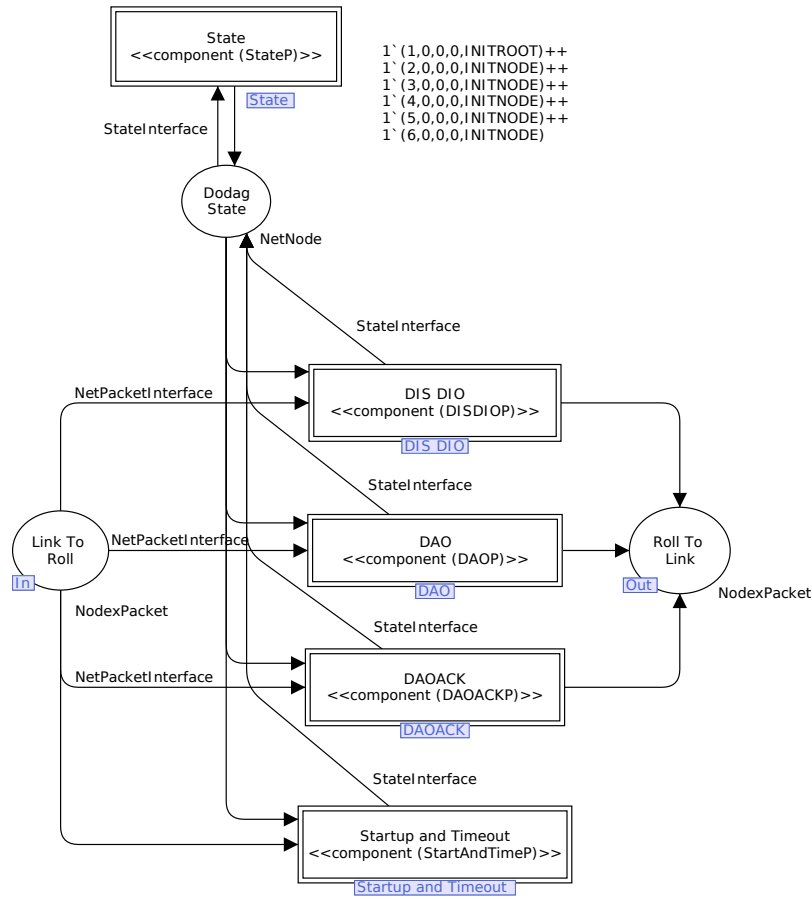 State
<<component (StateP)>>
State
1`(1,0,0,0,INITROOT)++
1`(2,0,0,0,INITNODE)++
1`(3,0,0,0,INITNODE)++
1`(4,0,0,0,INITNODE)++
1`(5,0,0,0,INITNODE)++
1`(6,0,0,0,INITNODE)
StateInterface
Dodag
State
NetNode
StateInterface
NetPacketInterface
DIS DIO
<<component (DISDIOP)>>
DIS DIO
StateInterface
Link To
Roll
In
NetPacketInterface
DAO
<<component (DAOP)>>
DAO
Roll To
Link
Out
NodexPacket
NodexPacket
StateInterface
NetPacketInterface
DAOACK
<<component (DAOACKP)>>
DAOACK
StateInterface
Startup and Timeout
<<component (StartAndTimeP)>>
Startup and Timeout